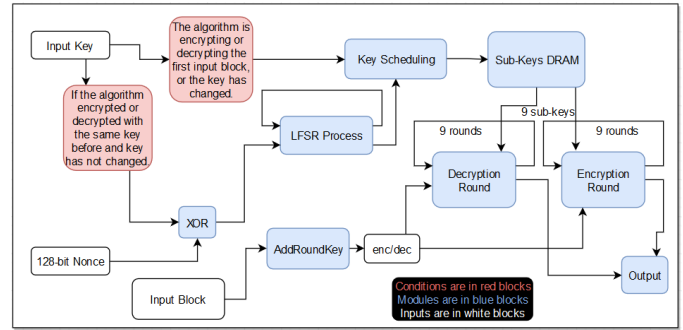 Input Key
The algorithm is
encrypting or
decrypting the
first input block,
or the key has
changed.
Key Scheduling
Sub-Keys DRAM
If the algorithm
encrypted or
decrypted with
the same key
before and key
has not changed.
LFSR Process
9 rounds
9 sub-keys
9 rounds
Decryption
Round
Encryption
Round
XOR
128-bit Nonce
AddRoundKey
enc/dec
Output
Input Block
Conditions are in red blocks
Modules are in blue blocks
Inputs are in white blocks